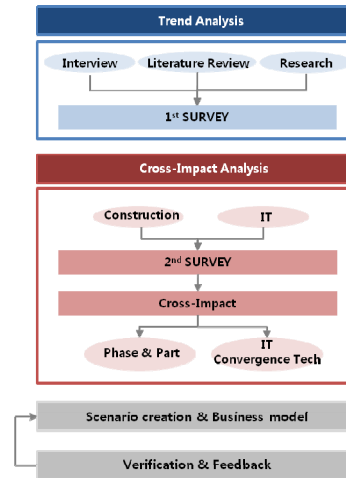 Trend Analysis
Interview
Literature Review
Research
1st SURVEY
Cross-Impact Analysis
Construction
IT
2nd SURVEY
Cross-Impact
Phase & Part
IT
Convergence Tech
Scenario creation & Business model
Verification & Feedback